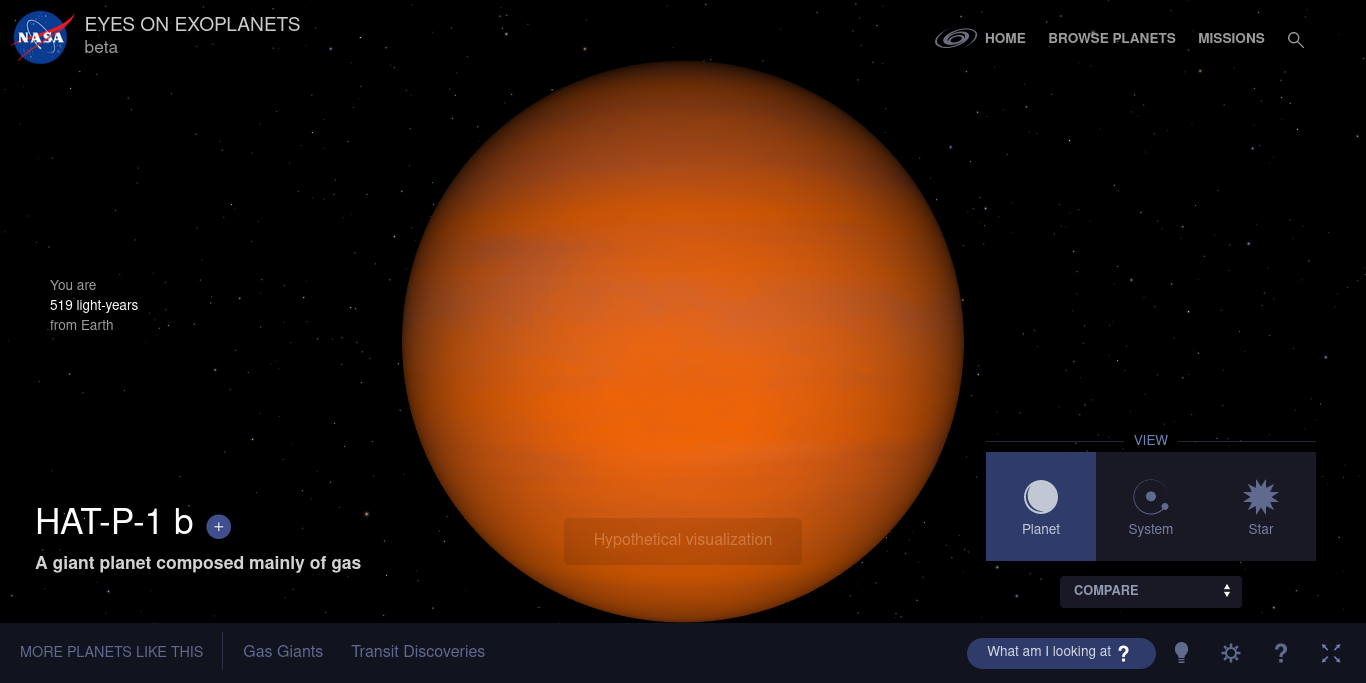 NASA
EYES ON EXOPLANETS
beta
HOME
BROWSE PLANETS
MISSIONS
You are
519 light-years
from Earth
VIEW
Planet
System
Star
HAT-P-1 b +
A giant planet composed mainly of gas
Hypothetical visualization
COMPARE
MORE PLANETS LIKE THIS
Gas Giants
Transit Discoveries
What am I looking at ?
?